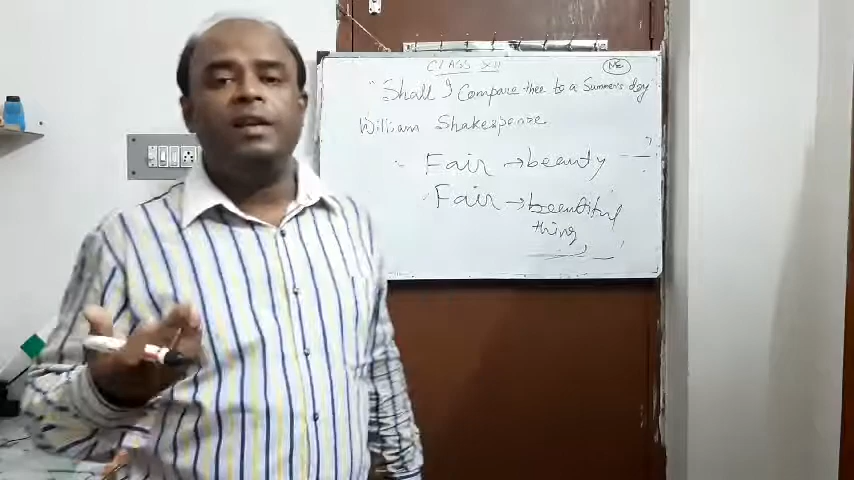 CLASS XII
ME
"Shall I Compare thee to a Summer's day
William Shakespeare.
Fair → beauty
Fair → beautiful
thing